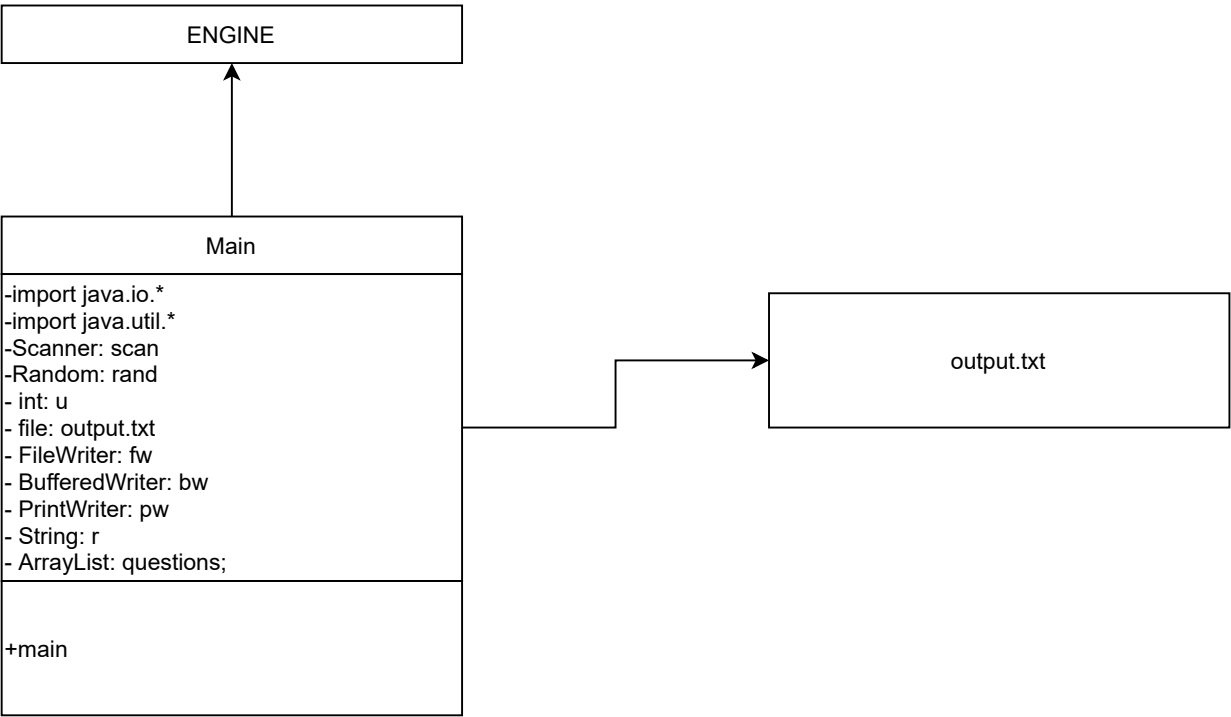 ENGINE
Main
-import java.io.*
-import java.util.*
-Scanner: scan
-Random: rand
- int: u
- file: output.txt
- FileWriter: fw
- BufferedWriter: bw
- PrintWriter: pw
- String: r
- ArrayList: questions;
+main
output.txt